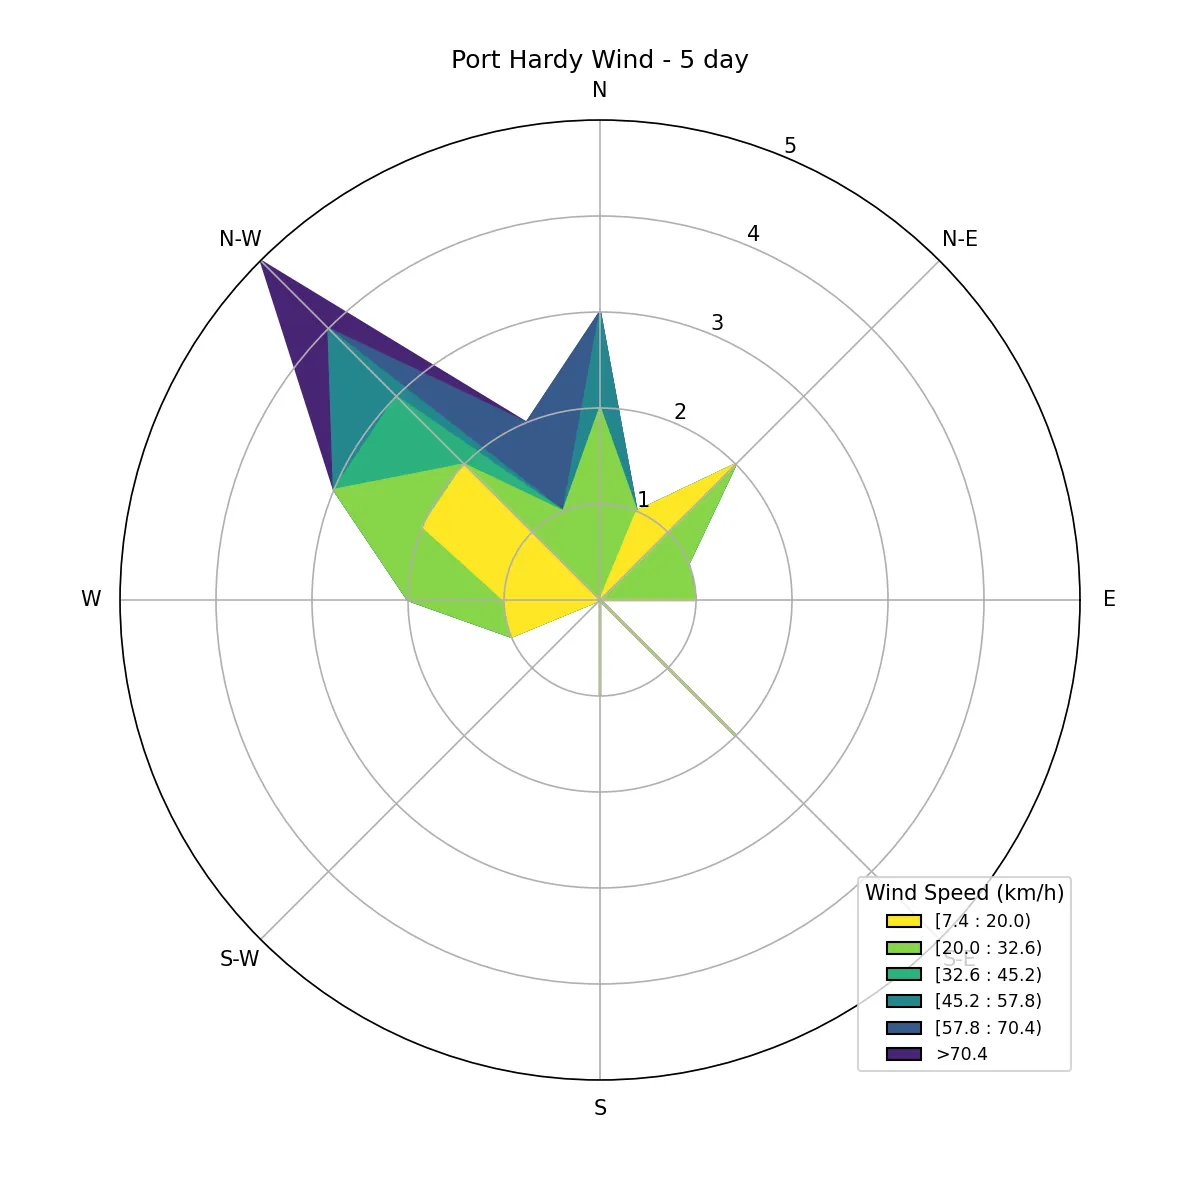 Port Hardy Wind - 5 day
N
5
N-W
N-E
4
3
2
1
W
E
S-W
S-E
S
Wind Speed (km/h)
[7.4 : 20.0)
[20.0 : 32.6)
[32.6 : 45.2)
[45.2 : 57.8)
[57.8 : 70.4)
>70.4